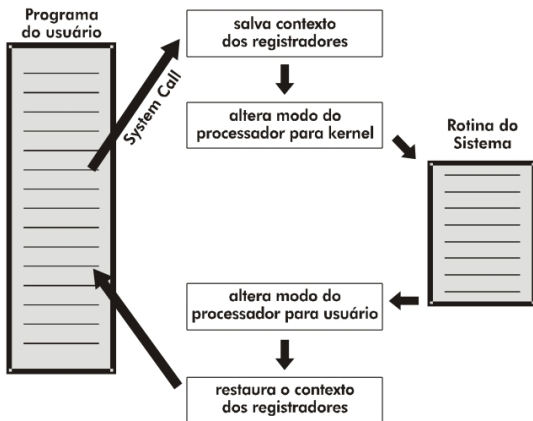 Programa
do usuário
System Call
salva contexto
dos registradores
altera modo do
processador para kernel
Rotina do
Sistema
altera modo do
processador para usuário
restaura o contexto
dos registradores